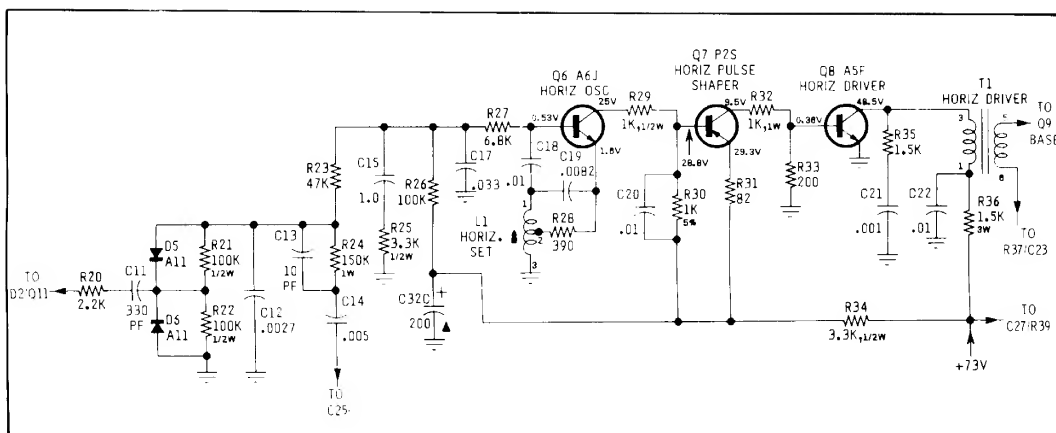 Q6 A6J
HORIZ OSC
Q7 P2S
HORIZ PULSE
SHAPER
Q8 A5F
HORIZ DRIVER
T1
HORIZ DRIVER
25V
R29
1K,1/2W
9.5V
R32
1K,1W
48.5V
3
5
TO
Q9
BASE
R27
6.8K
0.53V
1.8V
28.8V
29.3V
0.36V
R35
1.5K
1
6
R23
47K
C15
1.0
R26
100K
C17
.033
C18
.01
C19
.0082
C20
.01
R30
1K
5%
R31
82
R33
200
C21
.001
C22
.01
R36
1.5K
3W
TO
R37/C23
L1
HORIZ.
SET
1
2
3
R28
390
D5
A11
R21
100K
1/2W
C13
10
PF
R24
150K
1W
R25
3.3K
1/2W
TO
D2/Q11
R20
2.2K
C11
330
PF
D6
A11
R22
100K
1/2W
C12
.0027
C14
.005
C32C
200
+
R34
3.3K,1/2W
TO
C27/R39
+73V
TO
C25